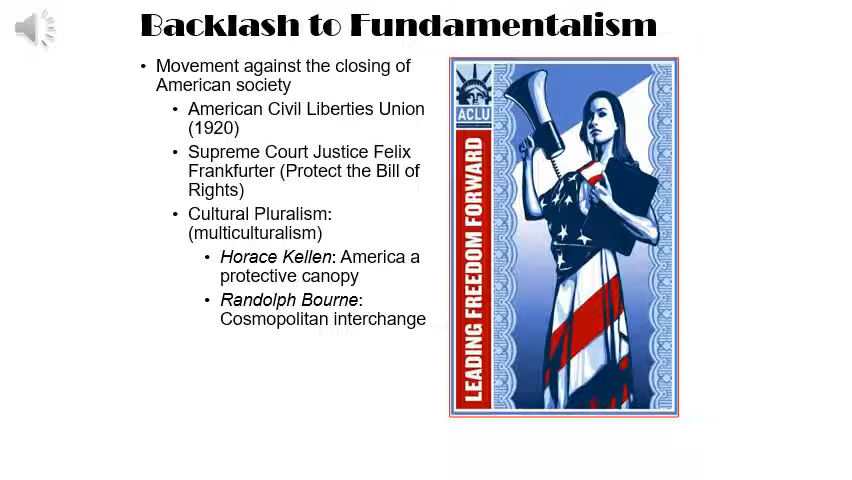 Backlash to Fundamentalism
• Movement against the closing of
American society
• American Civil Liberties Union
(1920)
• Supreme Court Justice Felix
Frankfurter (Protect the Bill of
Rights)
• Cultural Pluralism:
(multiculturalism)
• Horace Kellen: America a
protective canopy
• Randolph Bourne:
Cosmopolitan interchange
ACLU
LEADING FREEDOM FORWARD